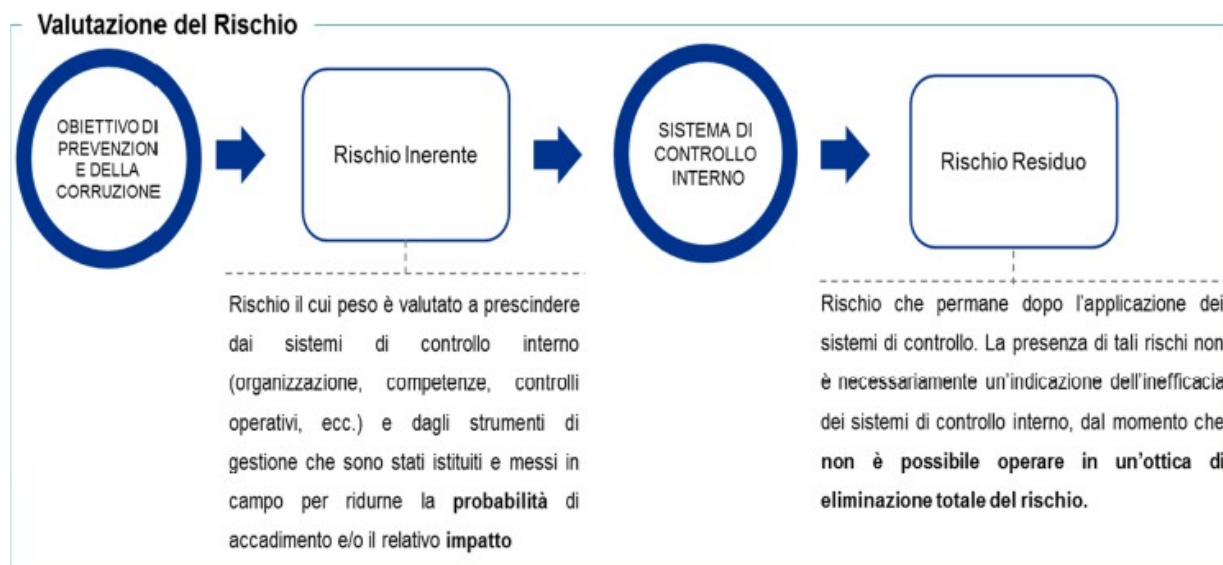 Valutazione del Rischio
OBIETTIVO DI
PREVENZION
E DELLA
CORRUZIONE
Rischio Inerente
SISTEMA DI
CONTROLLO
INTERNO
Rischio Residuo
Rischio il cui peso è valutato a prescindere
dai sistemi di controllo interno
(organizzazione, competenze, controlli
operativi, ecc.) e dagli strumenti di
gestione che sono stati istituiti e messi in
campo per ridurne la probabilità di
accadimento e/o il relativo impatto
Rischio che permane dopo l'applicazione dei
sistemi di controllo. La presenza di tali rischi non
è necessariamente un'indicazione dell'inefficacia
dei sistemi di controllo interno, dal momento che
non è possibile operare in un'ottica di
eliminazione totale del rischio.